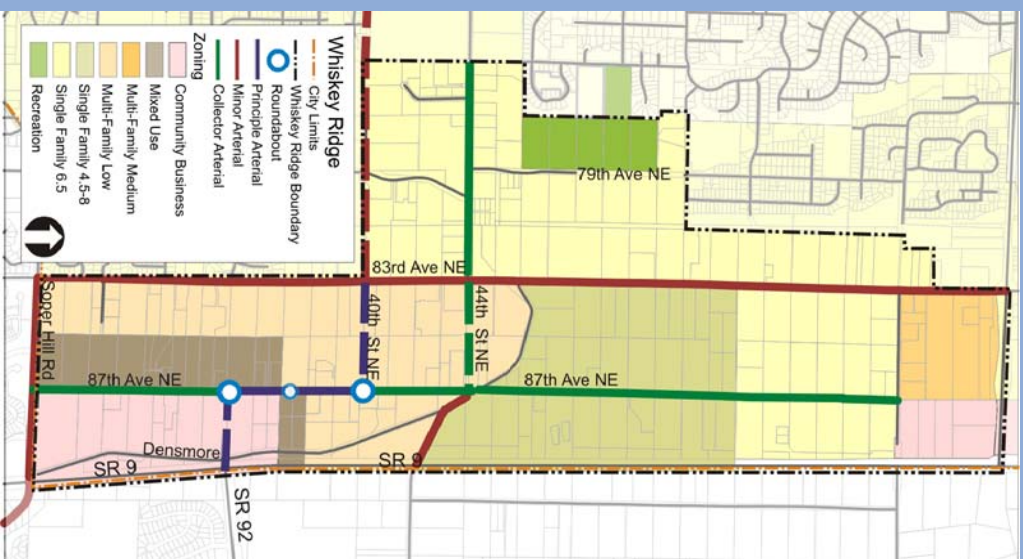 Whiskey Ridge
City Limits
Whiskey Ridge Boundary
Roundabout
Principle Arterial
Minor Arterial
Collector Arterial
Zoning
Community Business
Mixed Use
Multi-Family Medium
Multi-Family Low
Single Family 4.5-8
Single Family 6.5
Recreation
79th Ave NE
83rd Ave NE
40th St NE
44th St NE
Soper Hill Rd
87th Ave NE
87th Ave NE
Densmore
SR 9
SR 9
SR 92